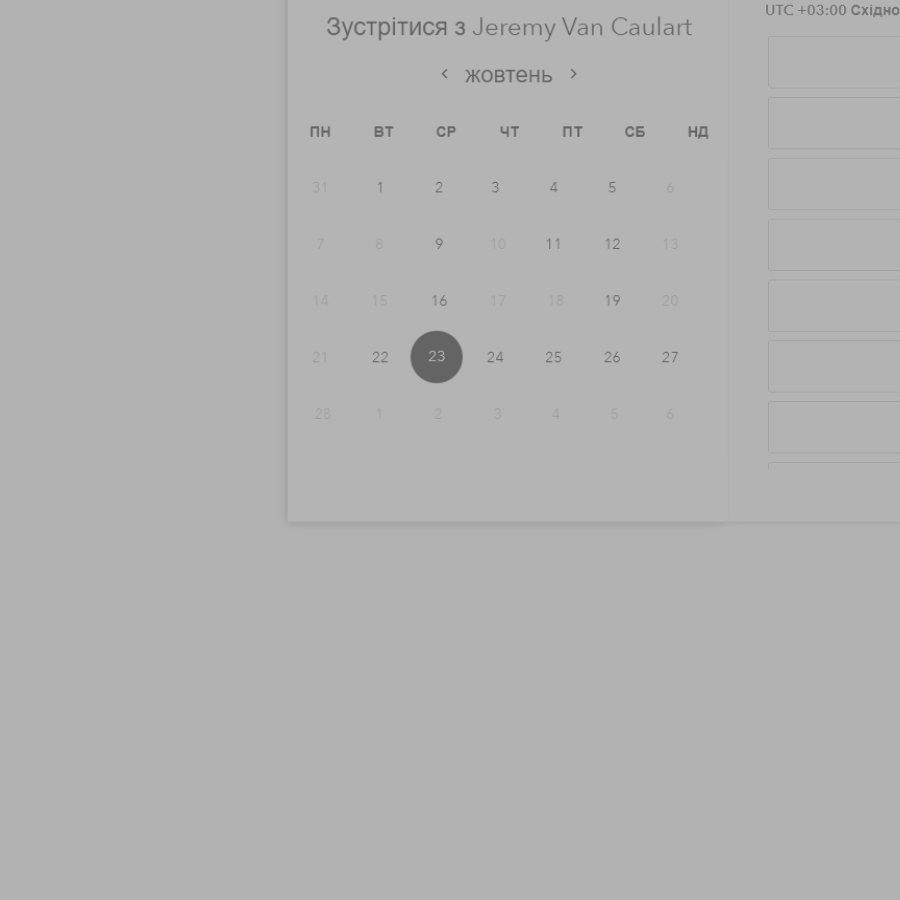 Зустрітися з Jeremy Van Caulart
жовтень
ПН ВТ СР ЧТ ПТ СБ НД
31 1 2 3 4 5 6
7 8 9 10 11 12 13
14 15 16 17 18 19 20
21 22 23 24 25 26 27
28 1 2 3 4 5 6
UTC +03:00 Східно